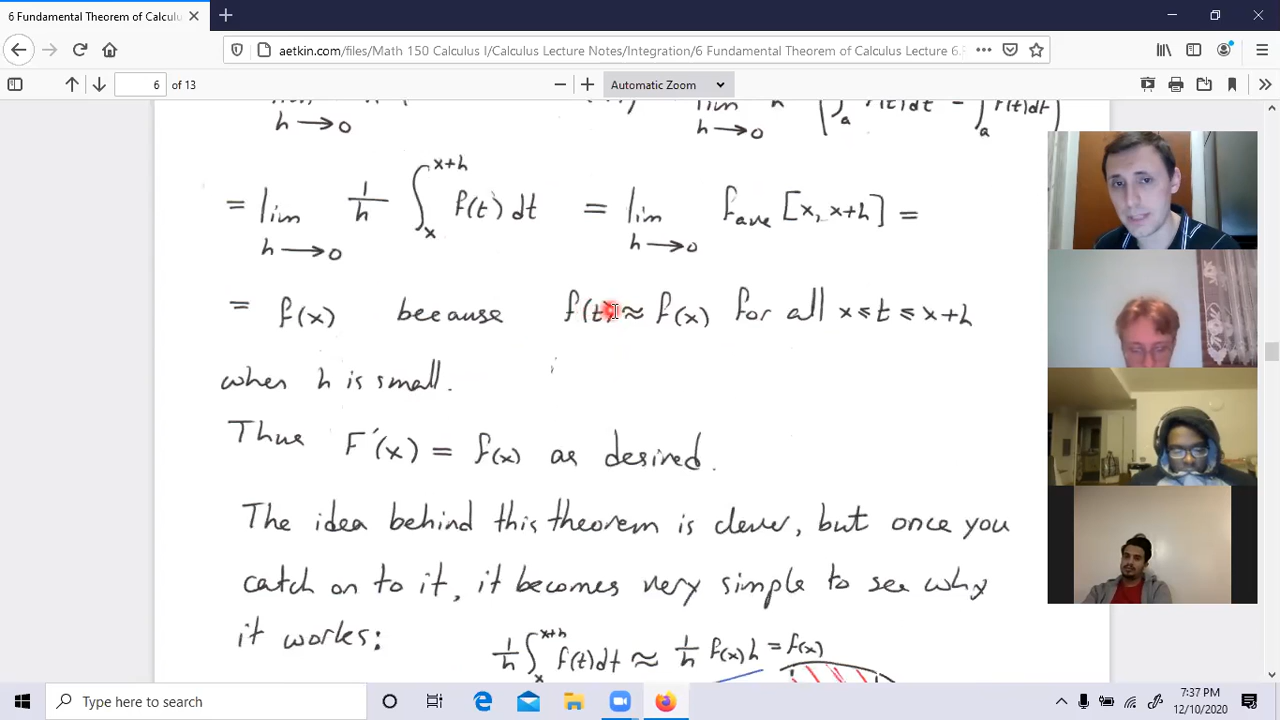 6 Fundamental Theorem of Calcul
aetkin.com/files/Math 150 Calculus I/Calculus Lecture Notes/Integration/6 Fundamental Theorem of Calculus Lecture 6.
6 of 13
Automatic Zoom
h → 0
h → 0
= lim h → 0 1/h ∫_x^{x+h} f(t) dt = lim h → 0 f_ave [x, x+h] =
= f(x) because f(t) ≈ f(x) for all x ≤ t ≤ x+h
when h is small.
Thus F'(x) = f(x) as desired.
The idea behind this theorem is clever, but once you
catch on to it, it becomes very simple to see why
it works: 1/h ∫_x^{x+h} f(t)dt ≈ 1/h f(x)h = f(x)
Type here to search
7:37 PM
12/10/2020